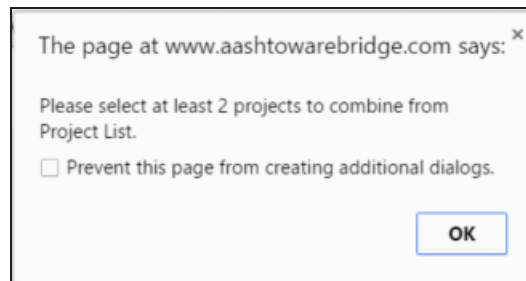 The page at www.aashtowarebridge.com says:
Please select at least 2 projects to combine from
Project List.
Prevent this page from creating additional dialogs.
OK